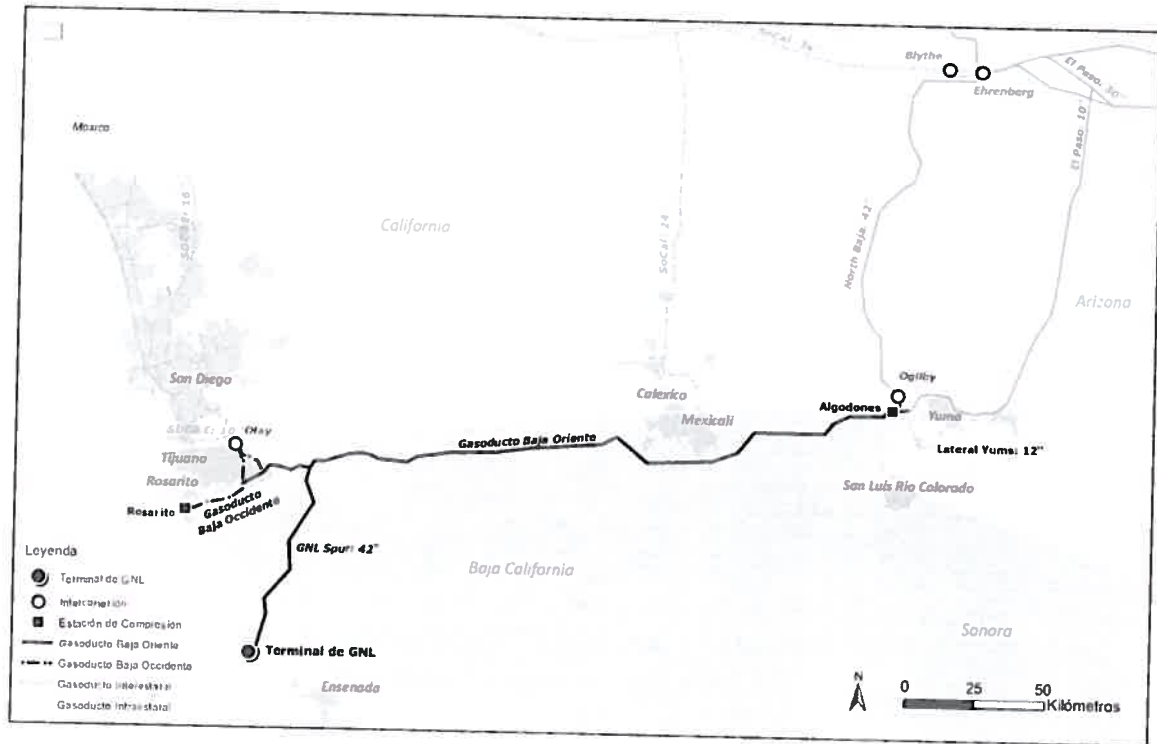 Blythe
Ehrenberg
El Paso. 30"
El Paso. 10"
Mexico
California
SoCal. 24
North Baja. 42"
Arizona
San Diego
Calexico
Mexicali
Ogilby
Algodones
Yuma
Lateral Yuma: 12"
Otay
Gasoducto Baja Oriente
Tijuana
Rosarito
San Luis Rio Colorado
Rosarito
Gasoducto
Baja Occidente
GNL Spur: 42"
Baja California
Leyenda
Terminal de GNL
Interconexión
Estación de Compresión
Gasoducto Baja Oriente
Gasoducto Baja Occidente
Gasoducto Interestatal
Gasoducto Intraestatal
Terminal de GNL
Ensenada
Sonora
N
0 25 50
Kilómetros